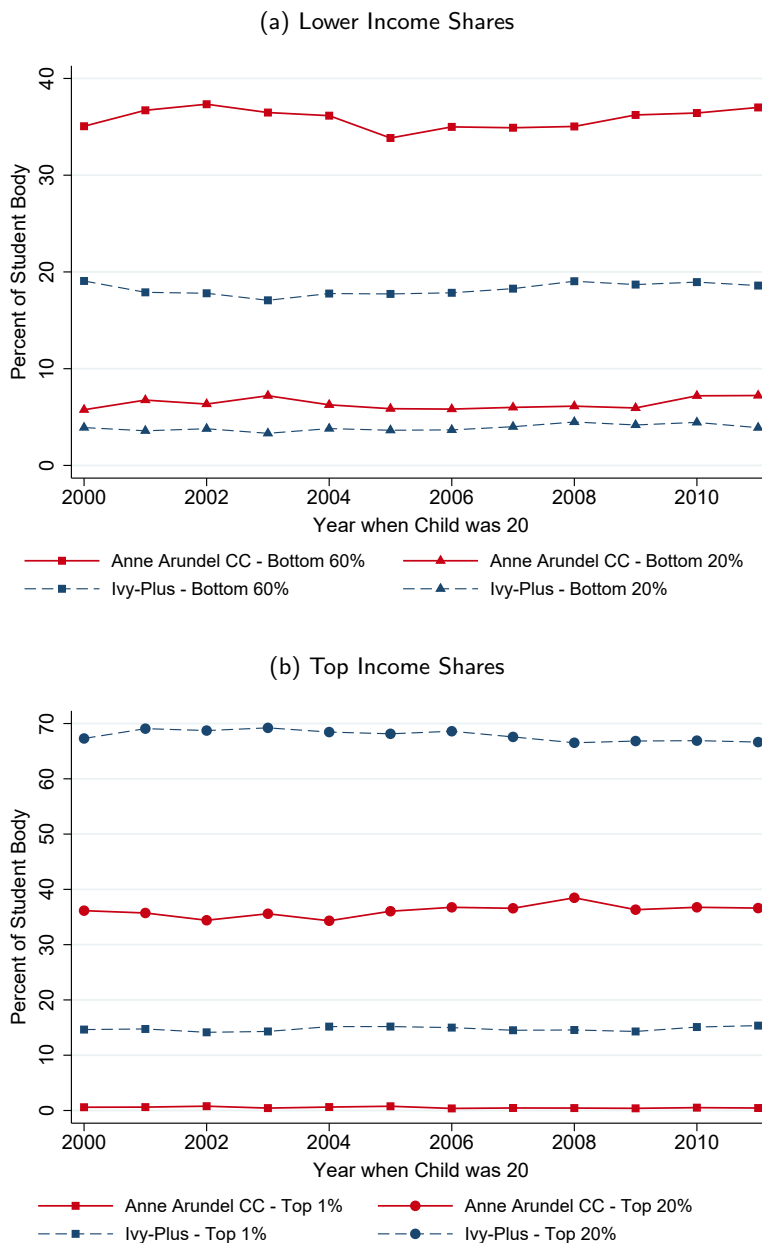 (a) Lower Income Shares
Percent of Student Body
40
30
20
10
0
2000 2002 2004 2006 2008 2010
Year when Child was 20
Anne Arundel CC - Bottom 60% Anne Arundel CC - Bottom 20%
Ivy-Plus - Bottom 60% Ivy-Plus - Bottom 20%
(b) Top Income Shares
Percent of Student Body
70
60
50
40
30
20
10
0
2000 2002 2004 2006 2008 2010
Year when Child was 20
Anne Arundel CC - Top 1% Anne Arundel CC - Top 20%
Ivy-Plus - Top 1% Ivy-Plus - Top 20%